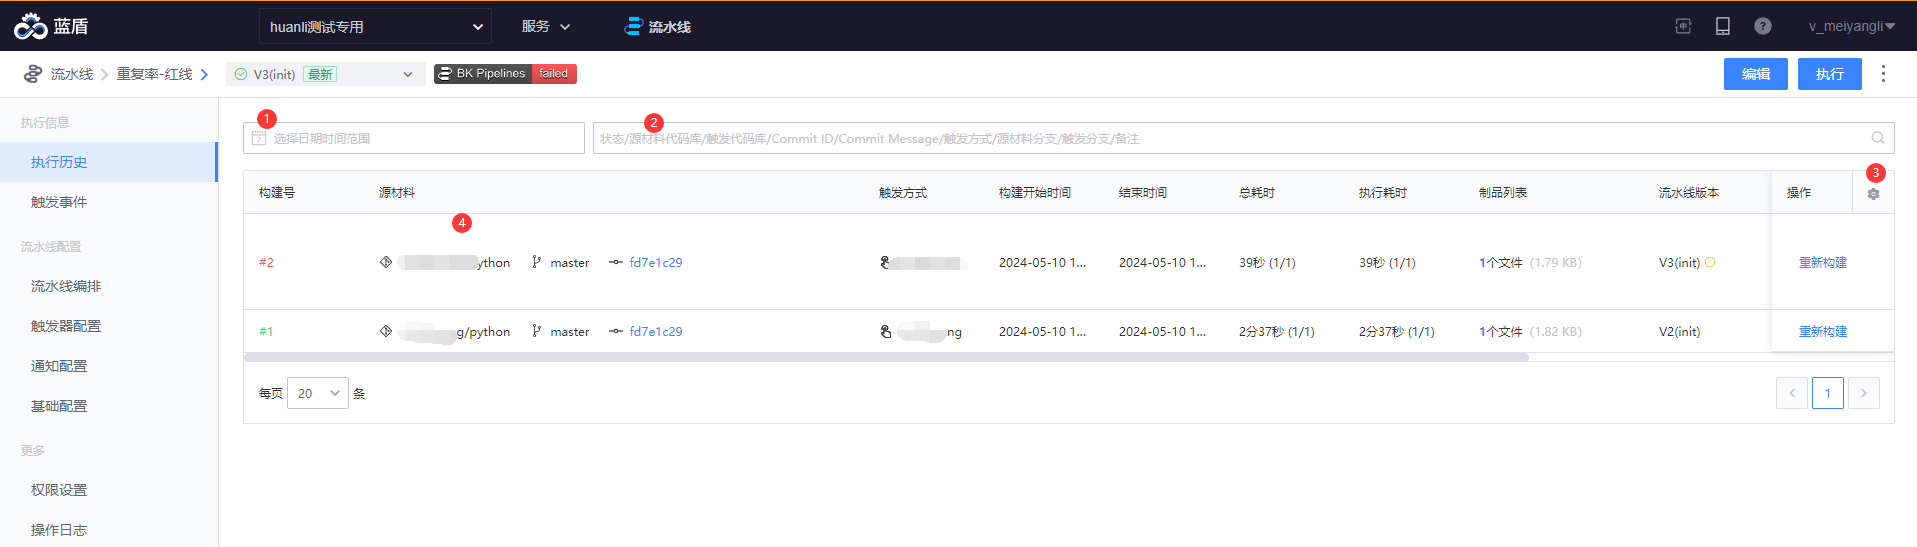 蓝盾 huanli测试专用 服务 流水线 v_meiyangli
流水线 重复率-红线 V3(init) 最新 BK Pipelines failed 编辑 执行
执行信息
执行历史
触发事件
流水线配置
流水线编排
触发器配置
通知配置
基础配置
更多
权限设置
操作日志
1 2
选择日期时间范围 状态/源材料代码库/触发代码库/Commit ID/Commit Message/触发方式/源材料分支/触发分支/备注
3
构建号 源材料 触发方式 构建开始时间 结束时间 总耗时 执行耗时 制品列表 流水线版本 操作
4
#2 ython master fd7e1c29 2024-05-10 1... 2024-05-10 1... 39秒 (1/1) 39秒 (1/1) 1个文件 (1.79 KB) V3(init) 重新构建
#1 g/python master fd7e1c29 ng 2024-05-10 1... 2024-05-10 1... 2分37秒 (1/1) 2分37秒 (1/1) 1个文件 (1.82 KB) V2(init) 重新构建
每页 20 条 1